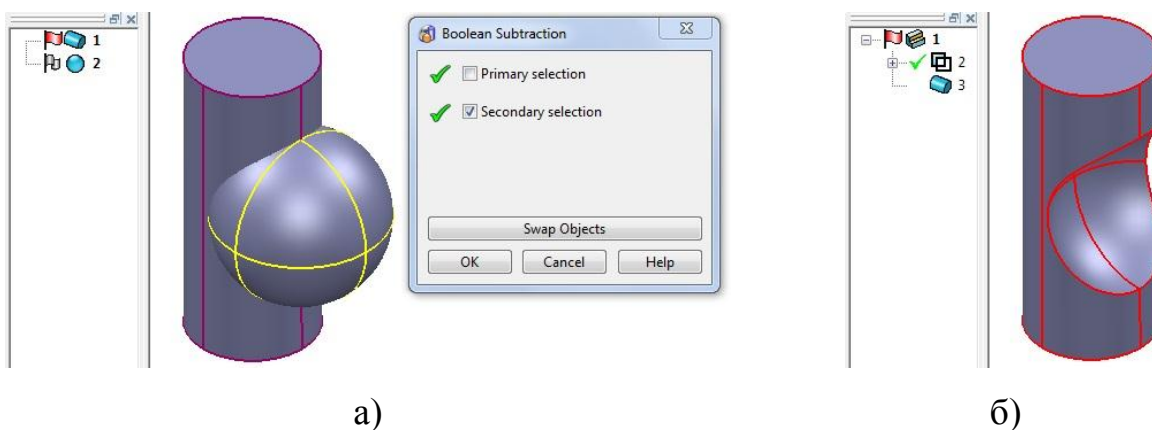 1
2
Boolean Subtraction
Primary selection
Secondary selection
Swap Objects
OK Cancel Help
1
2
3
а) б)